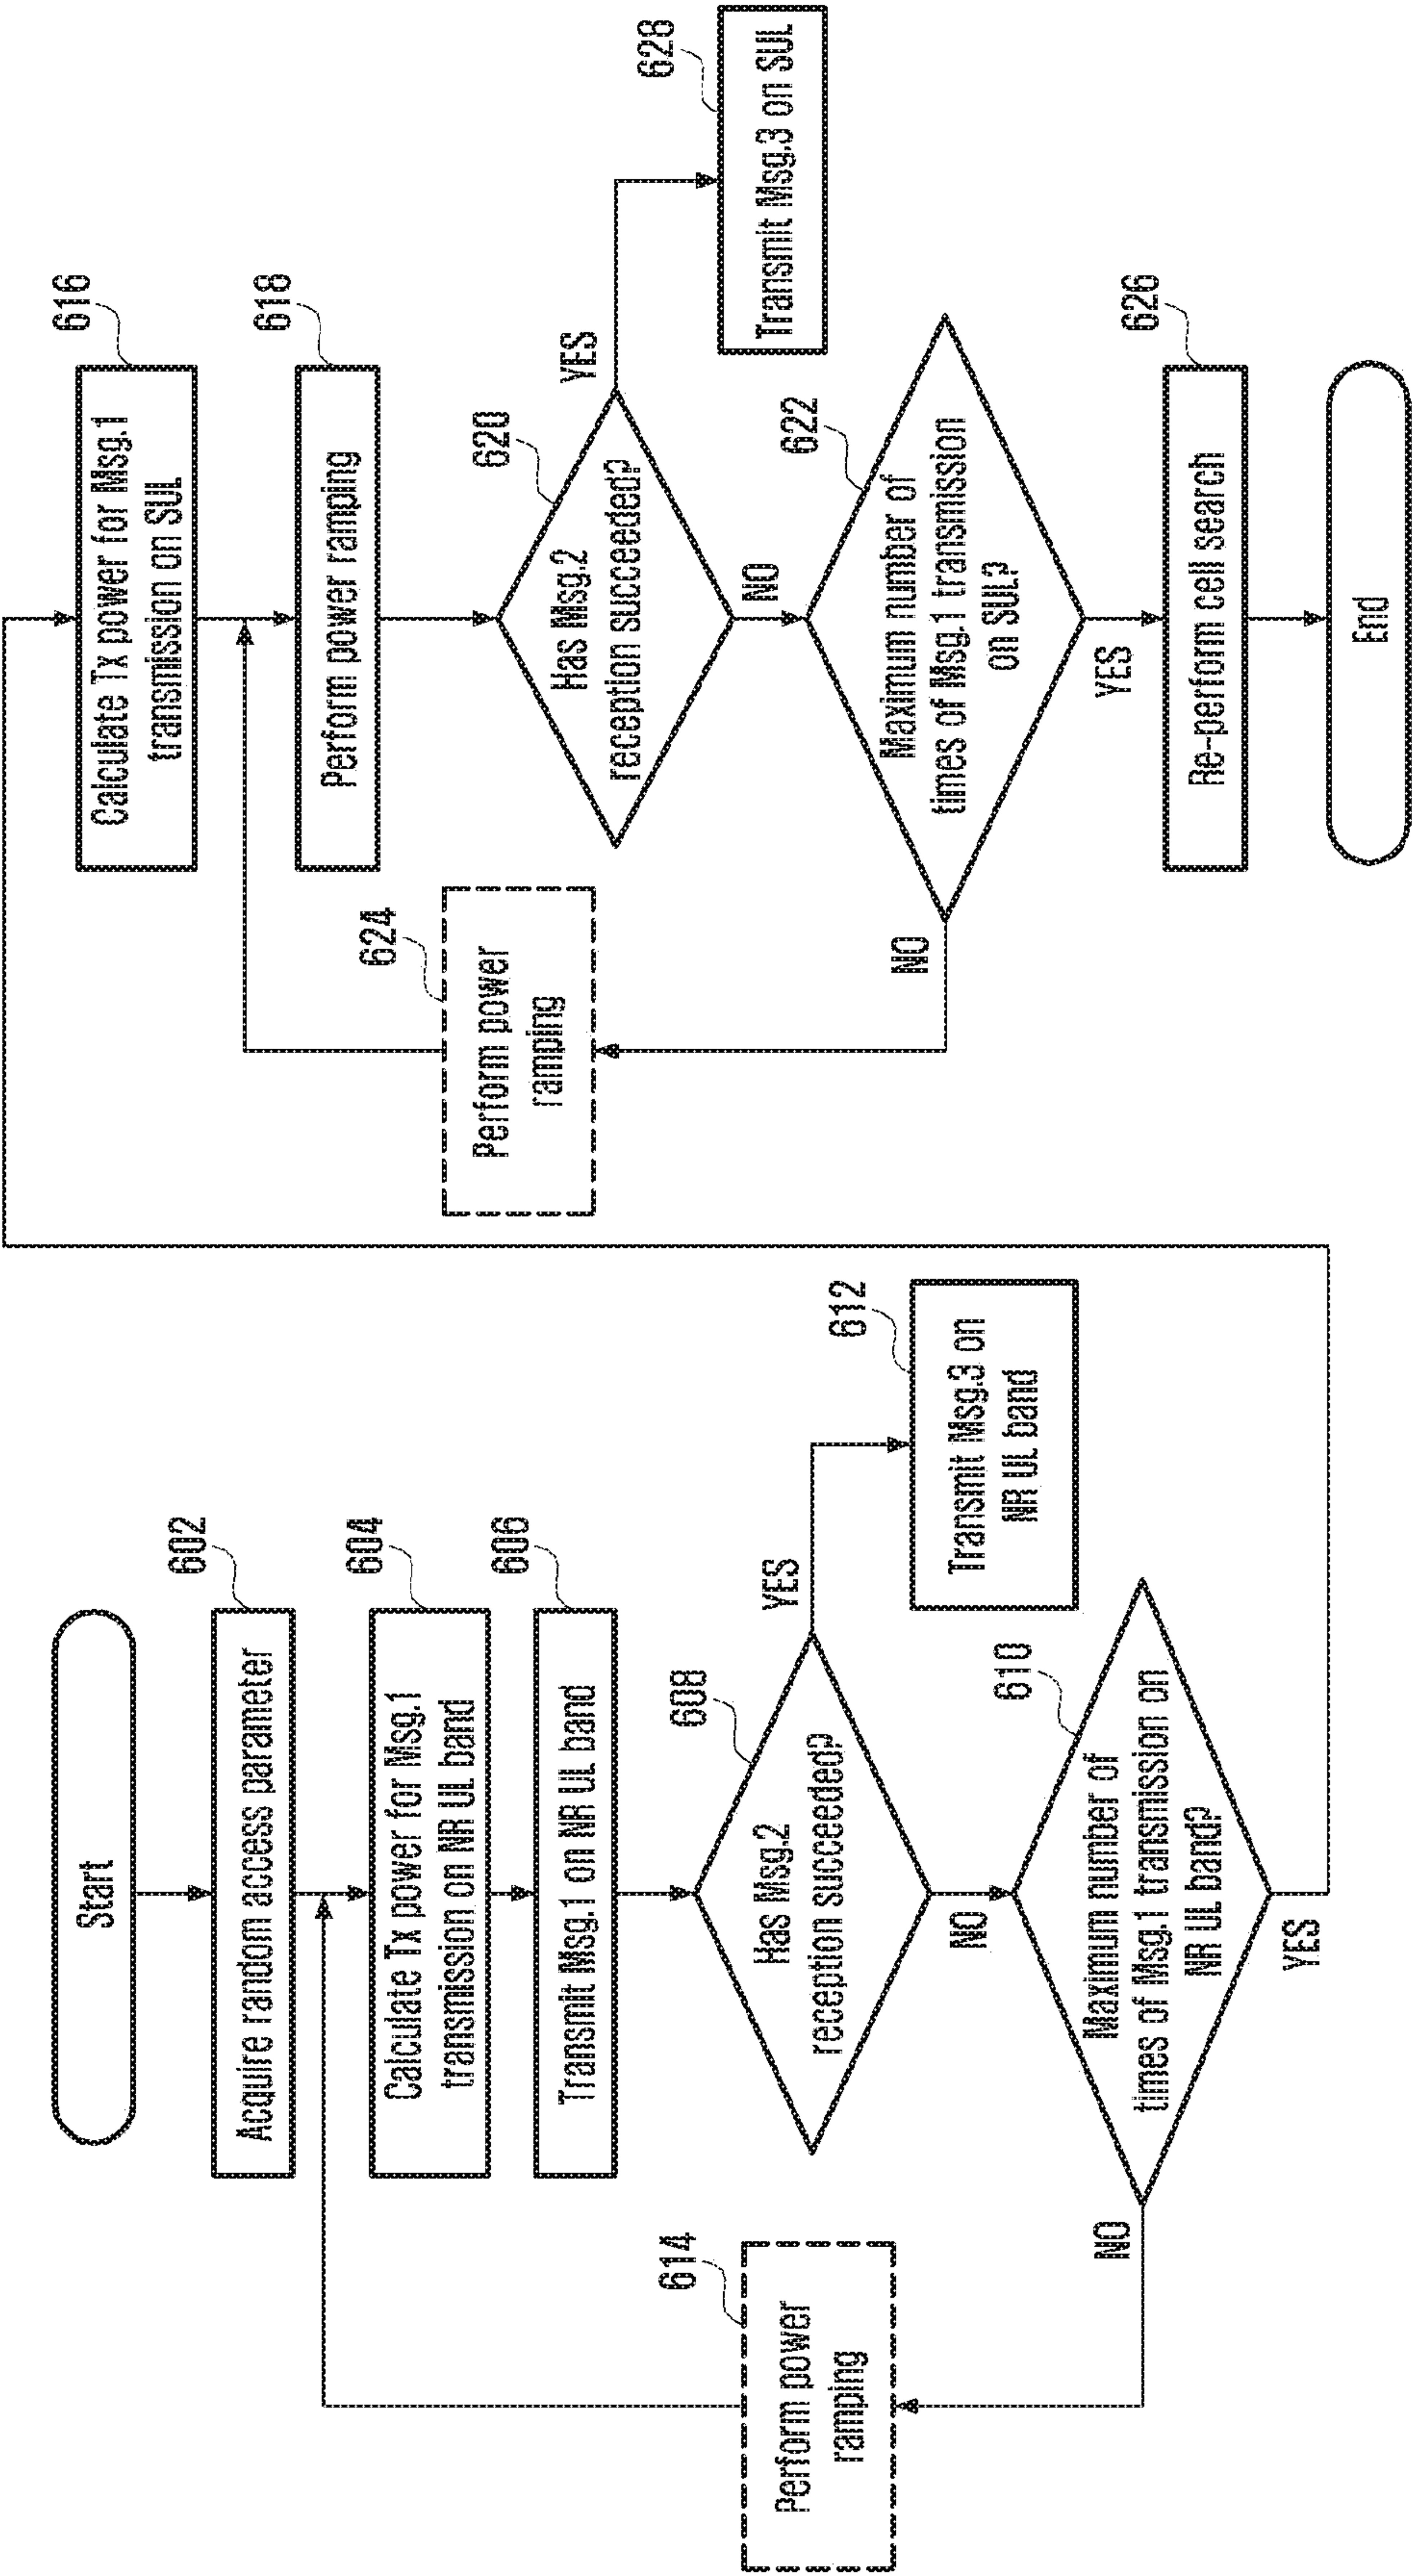 Start
602
Acquire random access parameter
604
Calculate Tx power for Msg.1
transmission on NR UL band
606
Transmit Msg.1 on NR UL band
608
Has Msg.2
reception succeeded?
YES
NO
612
Transmit Msg.3 on
NR UL band
610
Maximum number of
times of Msg.1 transmission on
NR UL band?
NO
YES
614
Perform power
ramping
616
Calculate Tx power for Msg.1
transmission on SUL
618
Perform power ramping
620
Has Msg.2
reception succeeded?
YES
NO
628
Transmit Msg.3 on SUL
622
Maximum number of
times of Msg.1 transmission
on SUL?
NO
YES
624
Perform power
ramping
626
Re-perform cell search
End